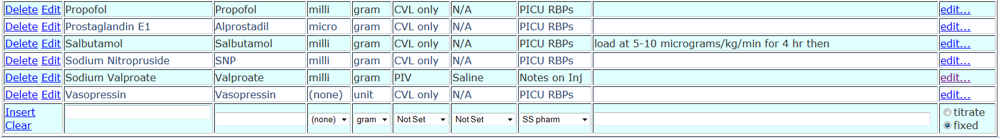 Delete Edit Propofol Propofol milli gram CVL only N/A PICU RBPs edit...
Delete Edit Prostaglandin E1 Alprostadil micro gram CVL only N/A PICU RBPs edit...
Delete Edit Salbutamol Salbutamol milli gram CVL only N/A PICU RBPs load at 5-10 micrograms/kg/min for 4 hr then edit...
Delete Edit Sodium Nitropruside SNP milli gram CVL only N/A PICU RBPs edit...
Delete Edit Sodium Valproate Valproate milli gram PIV Saline Notes on Inj edit...
Delete Edit Vasopressin Vasopressin (none) unit CVL only N/A PICU RBPs edit...
Insert titrate
Clear (none) gram Not Set Not Set SS pharm fixed